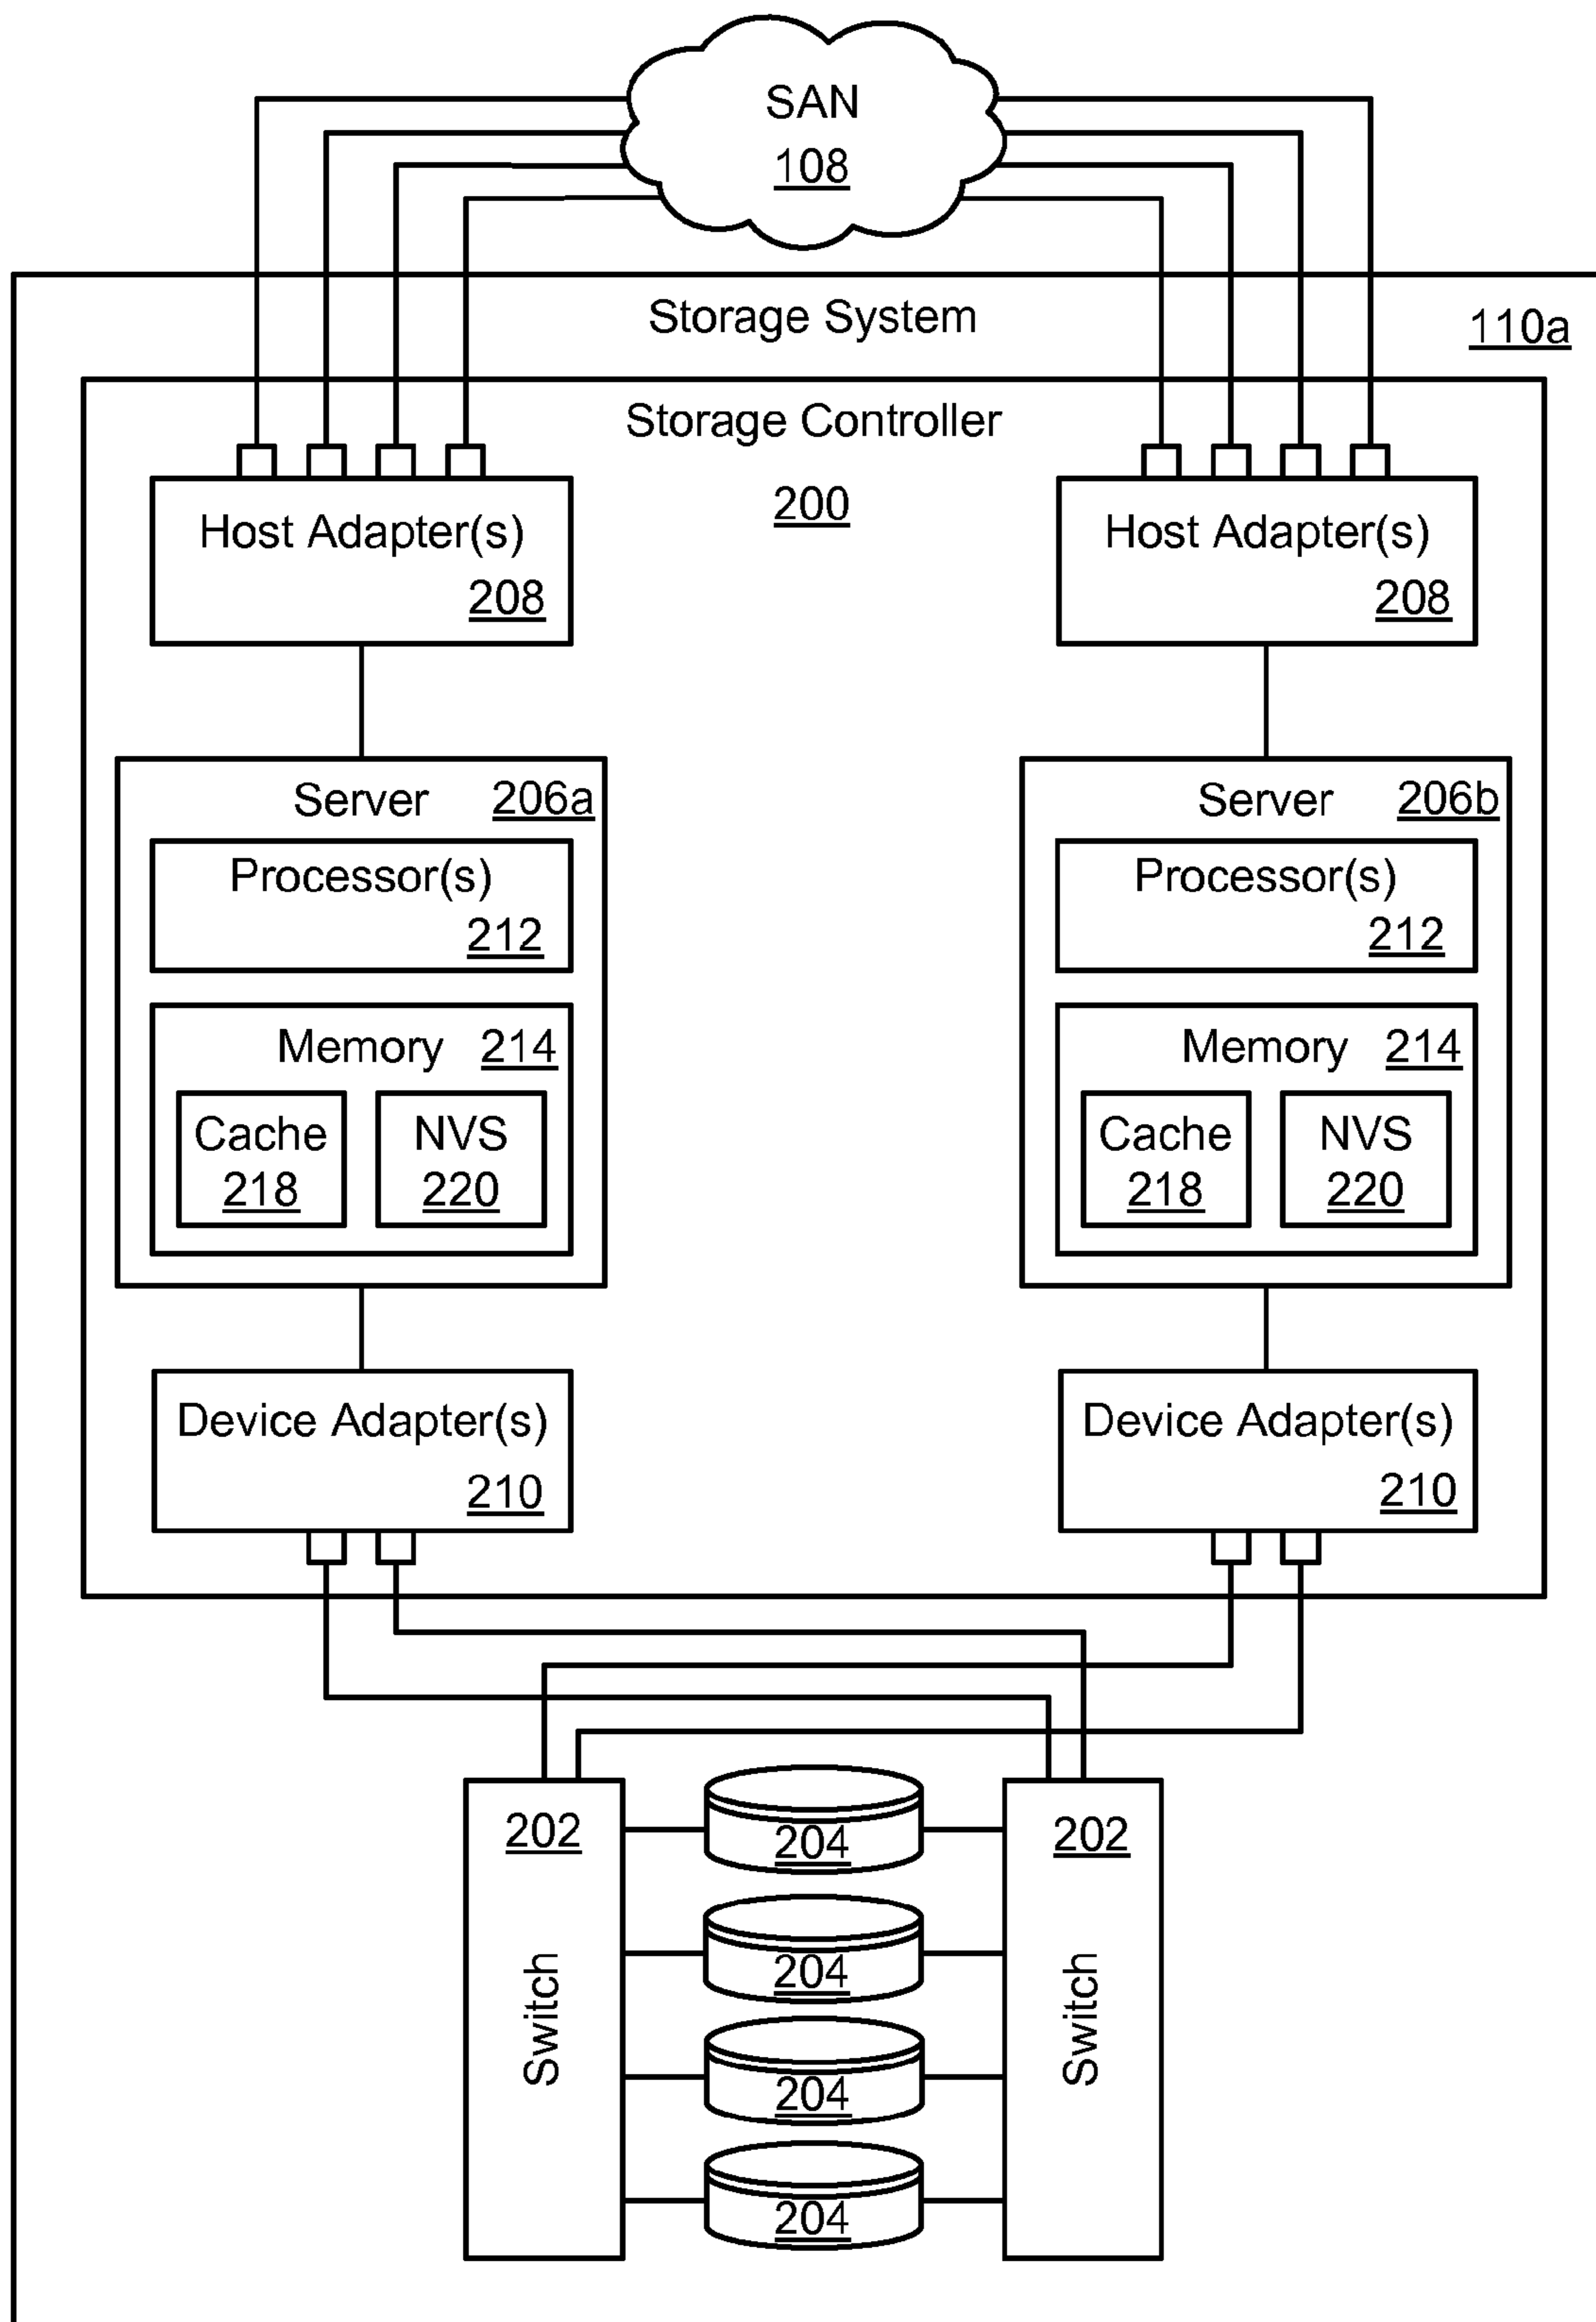 SAN
108
Storage System
110a
Storage Controller
200
Host Adapter(s)
208
Host Adapter(s)
208
Server 206a
Processor(s)
212
Memory 214
Cache
218
NVS
220
Server 206b
Processor(s)
212
Memory 214
Cache
218
NVS
220
Device Adapter(s)
210
Device Adapter(s)
210
202
Switch
204
204
204
204
202
Switch